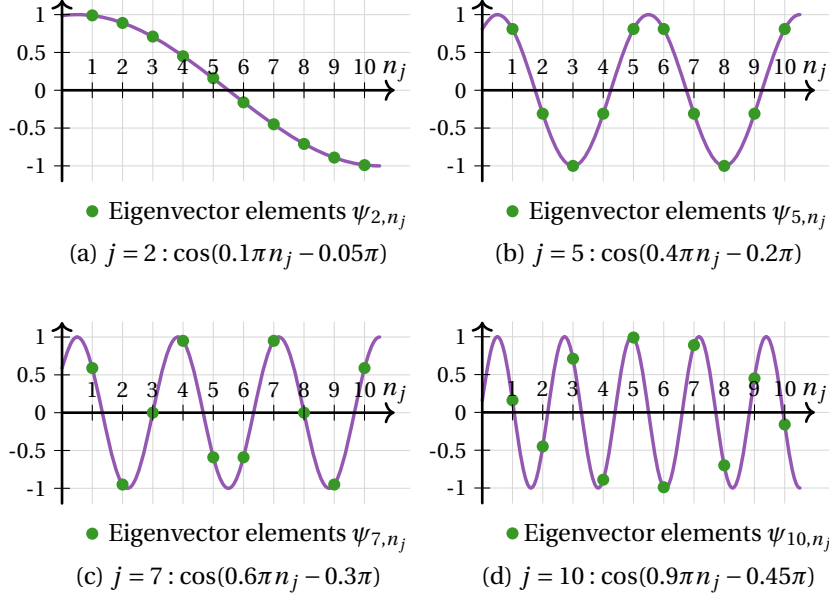 1
0.5
0
-0.5
-1
1 2 3 4 5 6 7 8 9 10 n_j
● Eigenvector elements ψ_{2,n_j}
(a) j = 2 : cos(0.1πn_j − 0.05π)
1
0.5
0
-0.5
-1
1 2 3 4 5 6 7 8 9 10 n_j
● Eigenvector elements ψ_{5,n_j}
(b) j = 5 : cos(0.4πn_j − 0.2π)
1
0.5
0
-0.5
-1
1 2 3 4 5 6 7 8 9 10 n_j
● Eigenvector elements ψ_{7,n_j}
(c) j = 7 : cos(0.6πn_j − 0.3π)
1
0.5
0
-0.5
-1
1 2 3 4 5 6 7 8 9 10 n_j
● Eigenvector elements ψ_{10,n_j}
(d) j = 10 : cos(0.9πn_j − 0.45π)